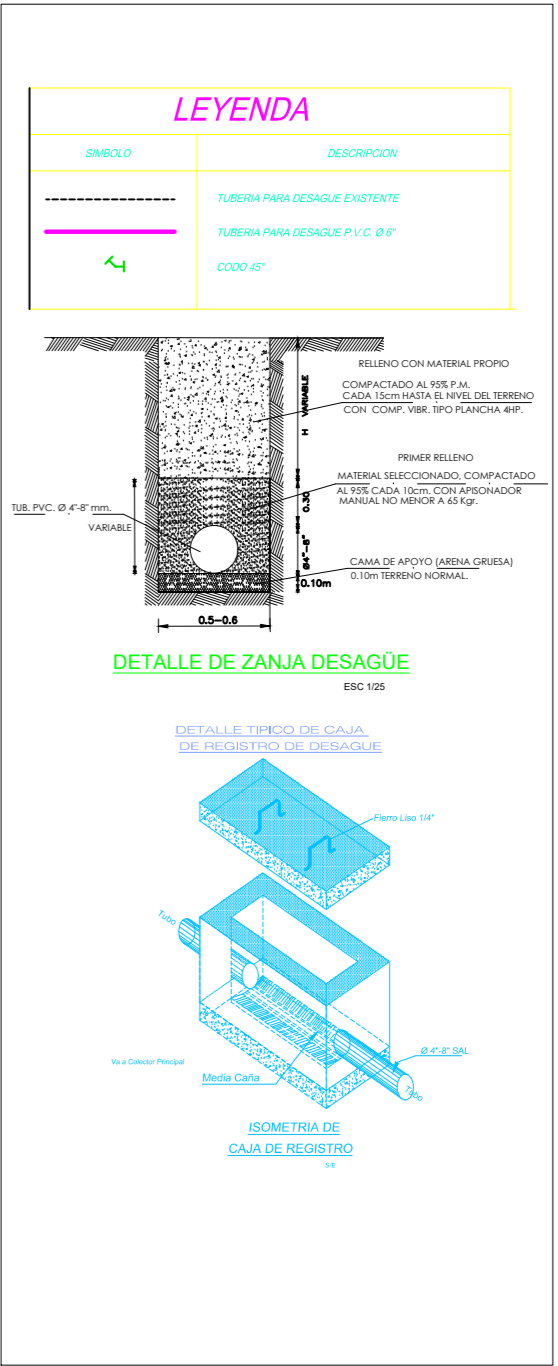 LEYENDA
SIMBOLO
DESCRIPCION
TUBERIA PARA DESAGUE EXISTENTE
TUBERIA PARA DESAGUE P.V.C. Ø 6"
CODO 45°
RELLENO CON MATERIAL PROPIO
COMPACTADO AL 95% P.M.
CADA 15cm HASTA EL NIVEL DEL TERRENO
CON COMP. VIBR. TIPO PLANCHA 4HP.
H VARIABLE
PRIMER RELLENO
MATERIAL SELECCIONADO, COMPACTADO
AL 95% CADA 10cm. CON APISONADOR
MANUAL NO MENOR A 65 Kgr.
0.30
TUB. PVC. Ø 4"-8" mm.
VARIABLE
Ø4"-8"
CAMA DE APOYO (ARENA GRUESA)
0.10m TERRENO NORMAL.
0.10m
0.5-0.6
DETALLE DE ZANJA DESAGÜE
ESC 1/25
DETALLE TIPICO DE CAJA
DE REGISTRO DE DESAGUE
Fierro Liso 1/4"
Tubo
Ø 4"-8" SAL
Va a Colector Principal
Media Caña
Tubo
ISOMETRIA DE
CAJA DE REGISTRO
S/E